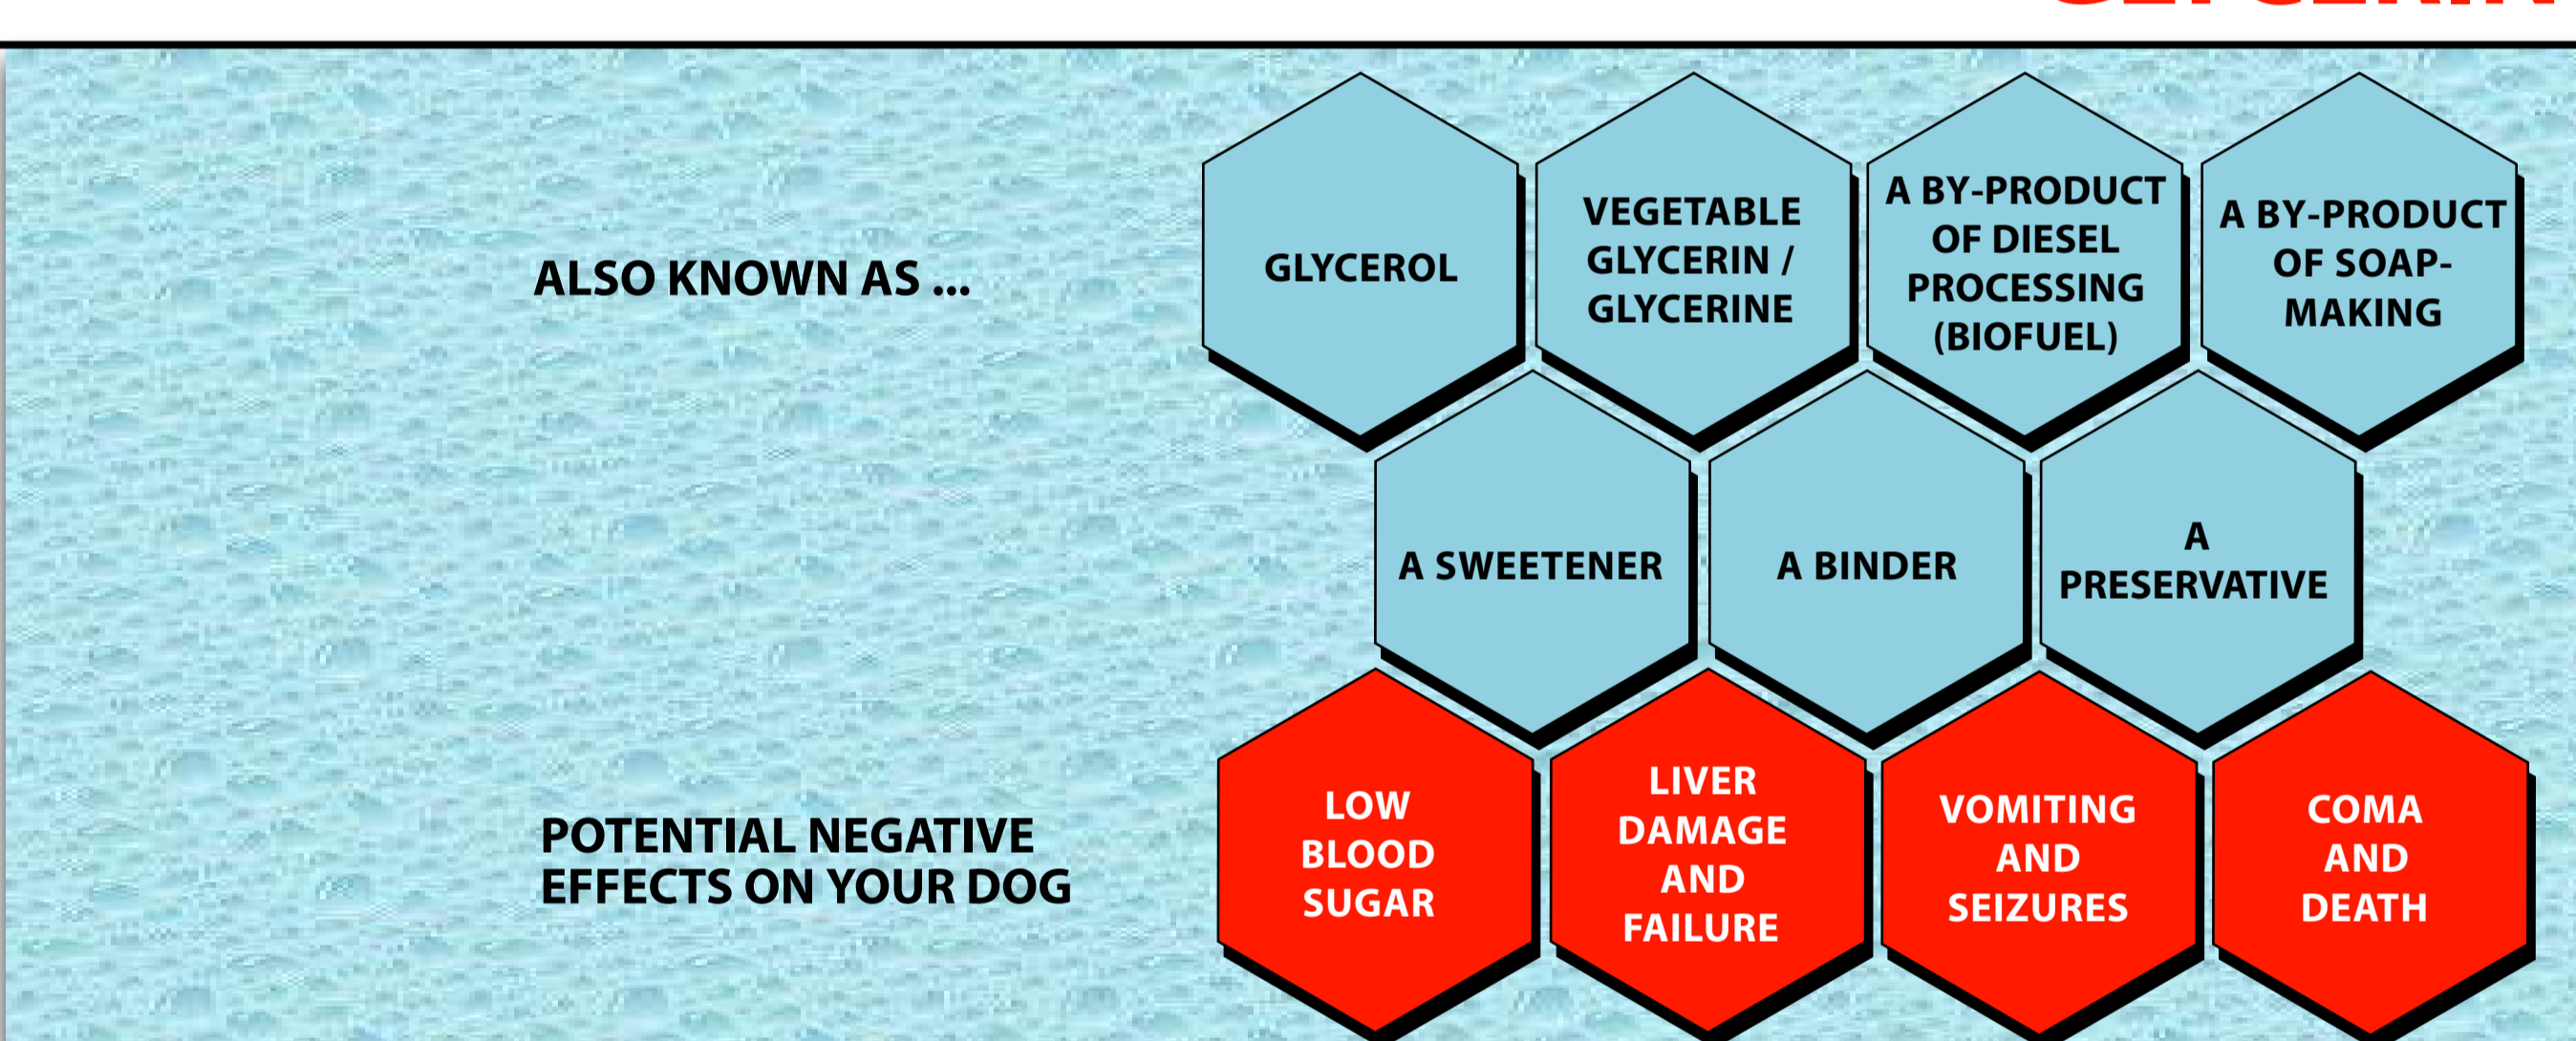 GLYCERIN
ALSO KNOWN AS ...
GLYCEROL
VEGETABLE
GLYCERIN /
GLYCERINE
A BY-PRODUCT
OF DIESEL
PROCESSING
(BIOFUEL)
A BY-PRODUCT
OF SOAP-
MAKING
A SWEETENER
A BINDER
A
PRESERVATIVE
POTENTIAL NEGATIVE
EFFECTS ON YOUR DOG
LOW
BLOOD
SUGAR
LIVER
DAMAGE
AND
FAILURE
VOMITING
AND
SEIZURES
COMA
AND
DEATH